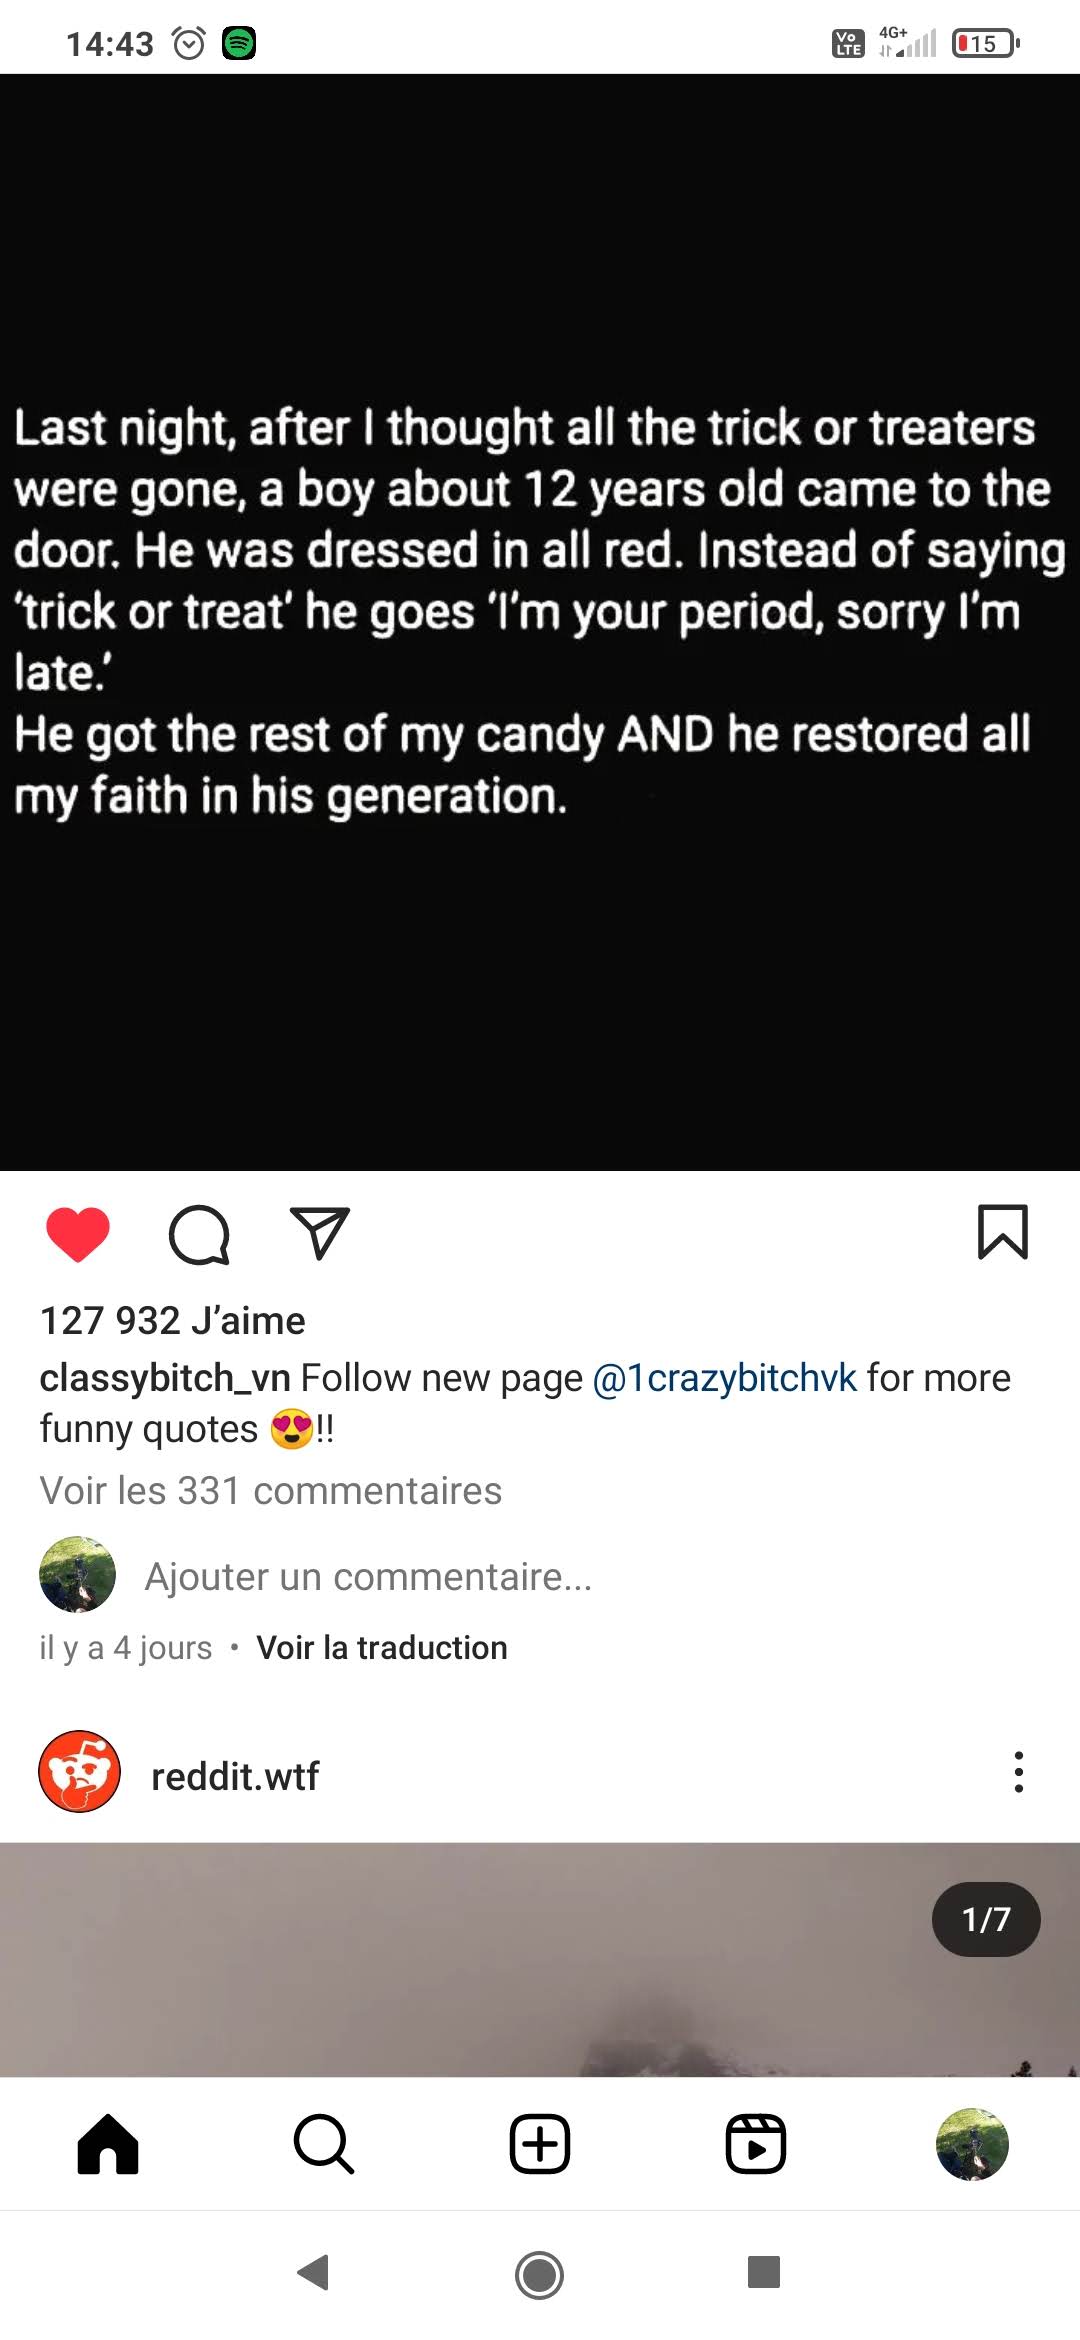 14:43
Vo LTE 4G+ 15
Last night, after I thought all the trick or treaters
were gone, a boy about 12 years old came to the
door. He was dressed in all red. Instead of saying
‘trick or treat’ he goes ‘I’m your period, sorry I’m
late.’
He got the rest of my candy AND he restored all
my faith in his generation.
127 932 J’aime
classybitch_vn Follow new page @1crazybitchvk for more
funny quotes 😍!!
Voir les 331 commentaires
Ajouter un commentaire...
il y a 4 jours • Voir la traduction
reddit.wtf
1/7